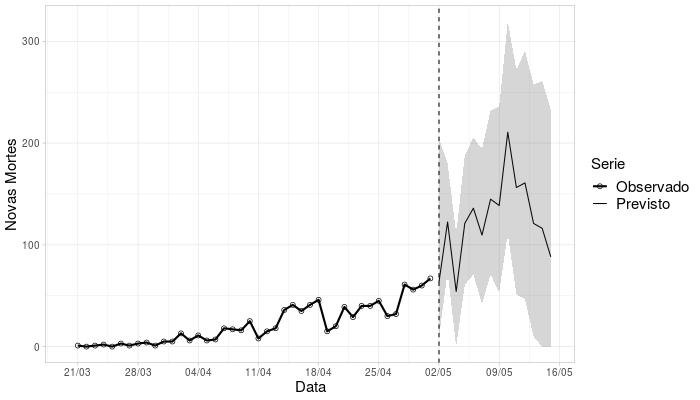 300
200
100
0
Novas Mortes
21/03 28/03 04/04 11/04 18/04 25/04 02/05 09/05 16/05
Data
Serie
Observado
Previsto